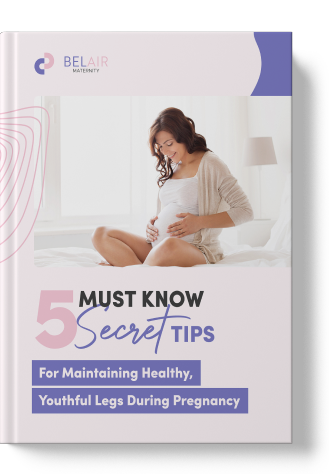 BELAIR
MATERNITY
5 MUST KNOW
Secret TIPS
For Maintaining Healthy,
Youthful Legs During Pregnancy